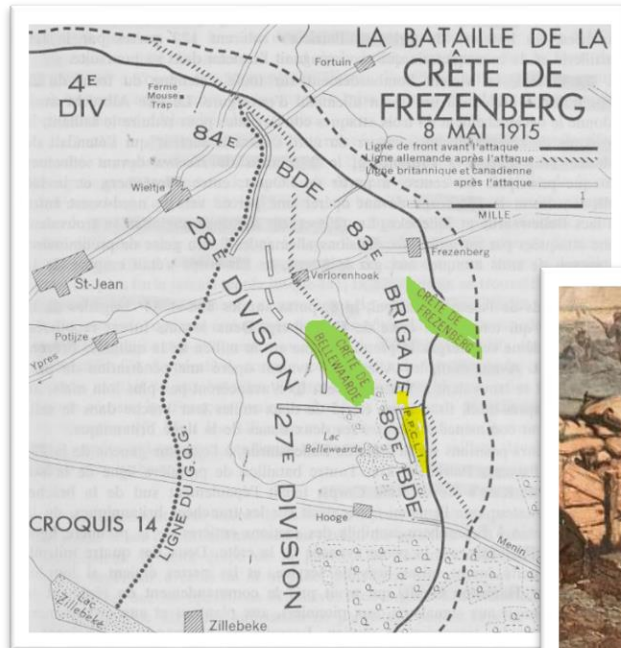 LA BATAILLE DE LA
CRÊTE DE
FREZENBERG
8 MAI 1915
Ligne de front avant l'attaque
Ligne allemande après l'attaque
Ligne britannique et canadienne
après l'attaque
MILLE
1
Fortuin
4E
DIV
Ferme
Mouse
Trap
84E
BDE
Wieltje
83E
BRIGADE
Frezenberg
28E DIVISION
Verlorenhoek
CRÊTE DE
FREZENBERG
St-Jean
Potijze
Ypres
CRÊTE DE
BELLEWAARDE
P.P.C.L.I.
80E BDE
27E DIVISION
Lac
Bellewaarde
LIGNE DU G.Q.G.
CROQUIS 14
Hooge
Menin
Lac
Zillebeke
Zillebeke